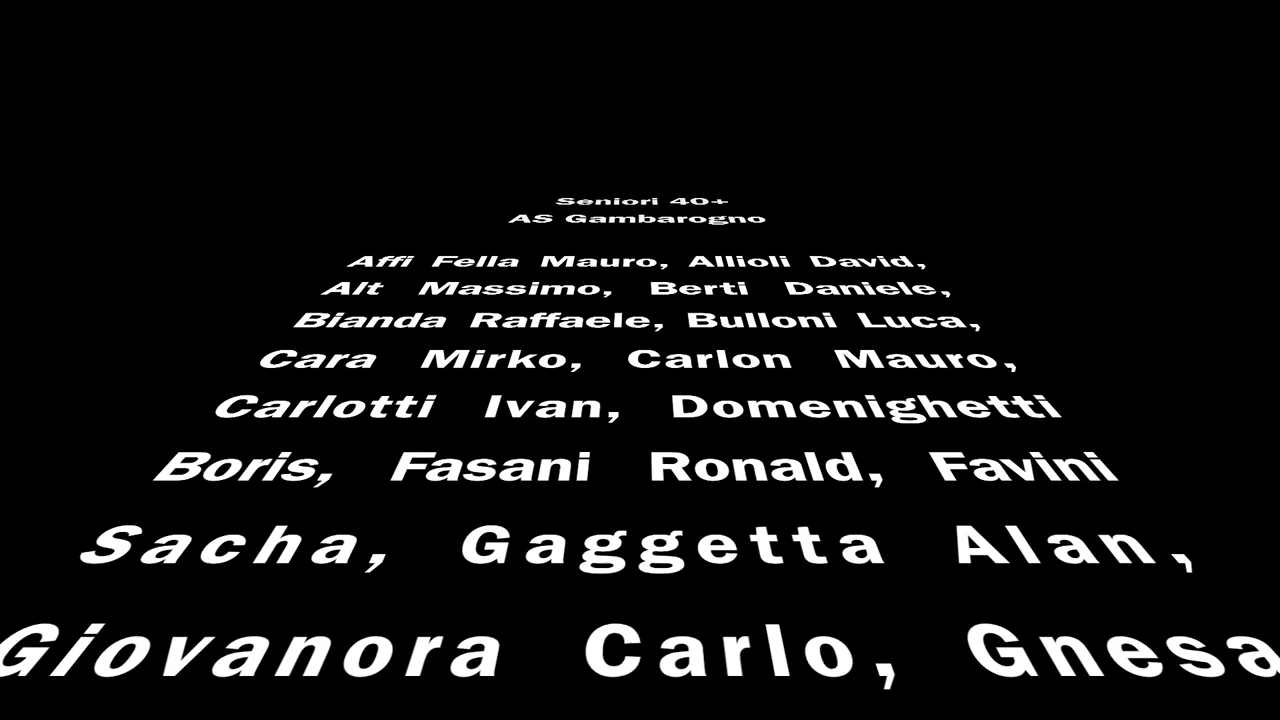 Seniori 40+
AS Gambarogno
Affi Fella Mauro, Allioli David,
Alt Massimo, Berti Daniele,
Bianda Raffaele, Bulloni Luca,
Cara Mirko, Carlon Mauro,
Carlotti Ivan, Domenighetti
Boris, Fasani Ronald, Favini
Sacha, Gaggetta Alan,
Giovanora Carlo, Gnesa